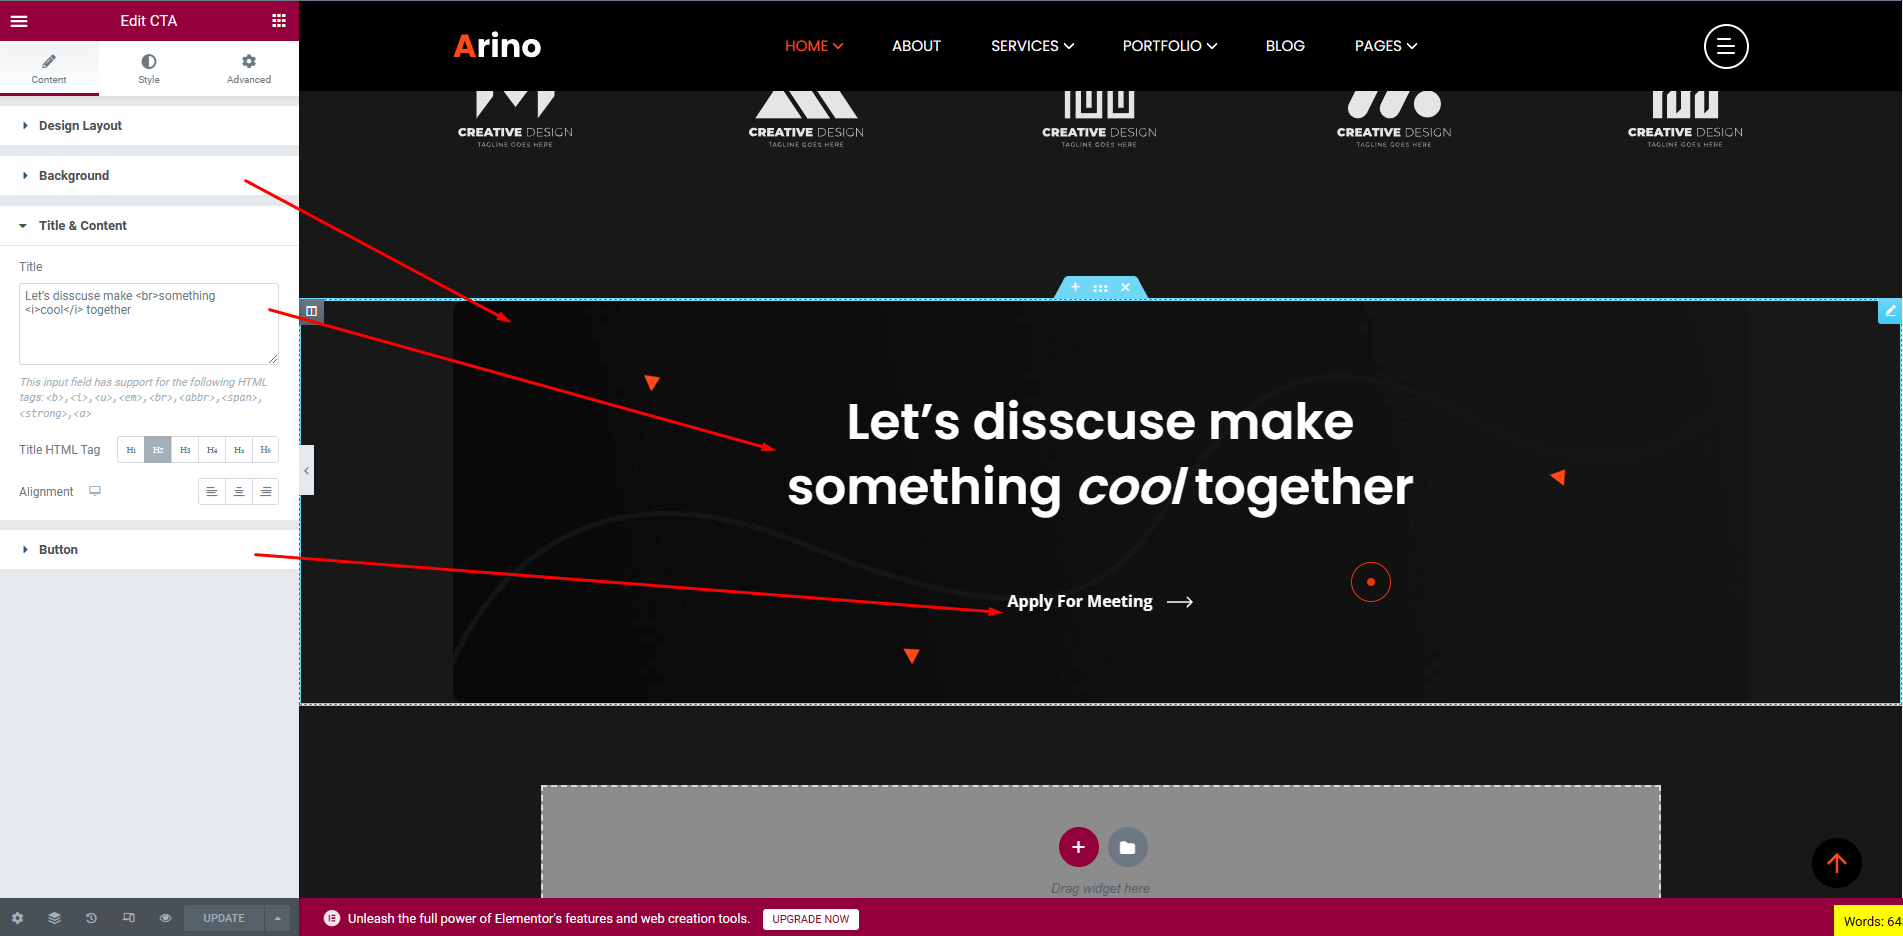 Edit CTA
Content
Style
Advanced
Design Layout
Background
Title & Content
Title
Let's disscuse make <br>something
<i>cool</i> together
This input field has support for the following HTML
tags: <b>,<i>,<u>,<em>,<br>,<abbr>,<span>,
<strong>,<a>
Title HTML Tag
H1 H2 H3 H4 H5 H6
Alignment
Button
UPDATE
Arino
HOME ABOUT SERVICES PORTFOLIO BLOG PAGES
CREATIVE DESIGN
TAGLINE GOES HERE
CREATIVE DESIGN
TAGLINE GOES HERE
CREATIVE DESIGN
TAGLINE GOES HERE
CREATIVE DESIGN
TAGLINE GOES HERE
CREATIVE DESIGN
TAGLINE GOES HERE
Let’s disscuse make
something cool together
Apply For Meeting
Drag widget here
Unleash the full power of Elementor's features and web creation tools.
UPGRADE NOW
Words: 64